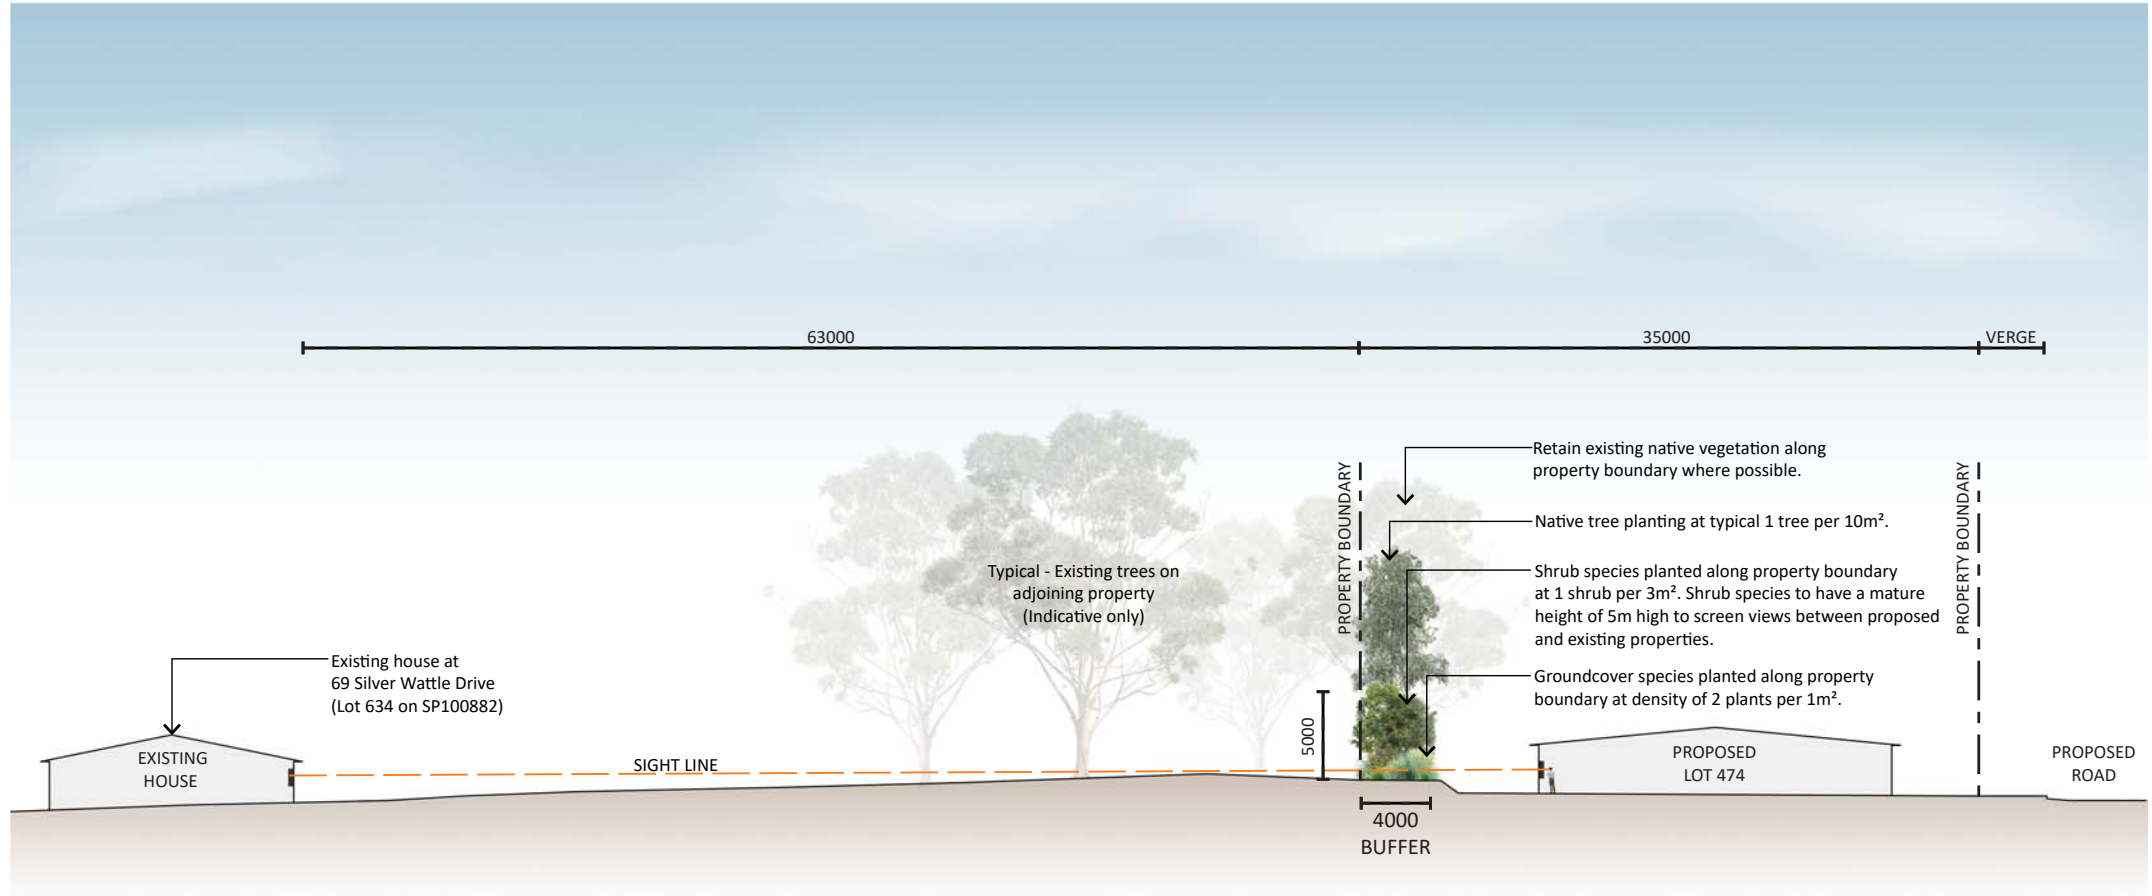 63000
35000
VERGE
Retain existing native vegetation along
property boundary where possible.
PROPERTY BOUNDARY
PROPERTY BOUNDARY
Native tree planting at typical 1 tree per 10m².
Typical - Existing trees on
adjoining property
(Indicative only)
Shrub species planted along property boundary
at 1 shrub per 3m². Shrub species to have a mature
height of 5m high to screen views between proposed
and existing properties.
Existing house at
69 Silver Wattle Drive
(Lot 634 on SP100882)
Groundcover species planted along property
boundary at density of 2 plants per 1m².
5000
EXISTING
HOUSE
SIGHT LINE
PROPOSED
LOT 474
PROPOSED
ROAD
4000
BUFFER